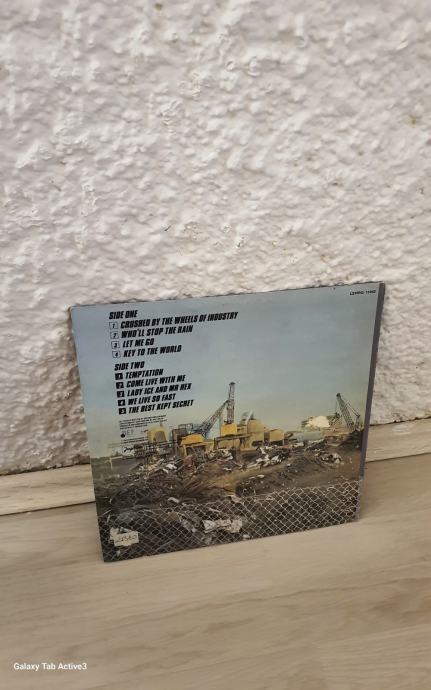 SIDE ONE
1 CRUSHED BY THE WHEELS OF INDUSTRY
2 WHO'LL STOP THE RAIN
3 LET ME GO
4 KEY TO THE WORLD
SIDE TWO
1 TEMPTATION
2 COME LIVE WITH ME
3 LADY ICE AND MR HEX
4 WE LIVE SO FAST
5 THE BEST KEPT SECRET
BEF
Galaxy Tab Active3